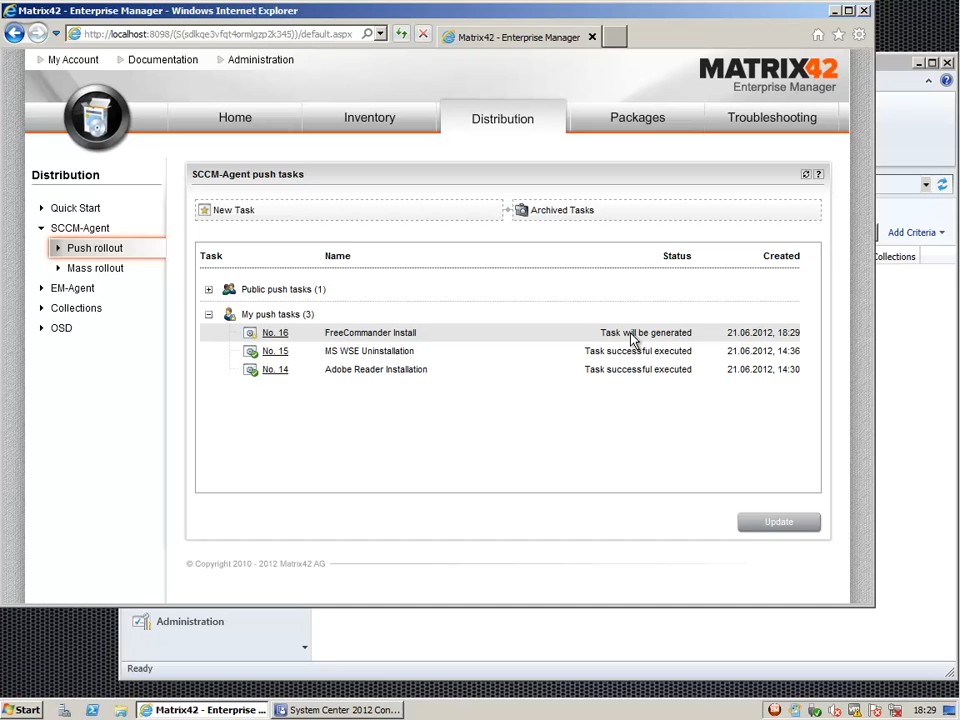 Matrix42 - Enterprise Manager - Windows Internet Explorer
http://localhost:8098/(S(sdlkqe3vfqt4ormlgzp2k345))/default.aspx
Matrix42 - Enterprise Manager
My Account
Documentation
Administration
MATRIX42
Enterprise Manager
Home
Inventory
Distribution
Packages
Troubleshooting
Distribution
Quick Start
SCCM-Agent
Push rollout
Mass rollout
EM-Agent
Collections
OSD
SCCM-Agent push tasks
New Task
Archived Tasks
Task Name Status Created
Public push tasks (1)
My push tasks (3)
No. 16 FreeCommander Install Task will be generated 21.06.2012, 18:29
No. 15 MS WSE Uninstallation Task successful executed 21.06.2012, 14:36
No. 14 Adobe Reader Installation Task successful executed 21.06.2012, 14:30
Update
© Copyright 2010 - 2012 Matrix42 AG
Add Criteria
Collections
Administration
Ready
Start
Matrix42 - Enterprise ...
System Center 2012 Con...
18:29